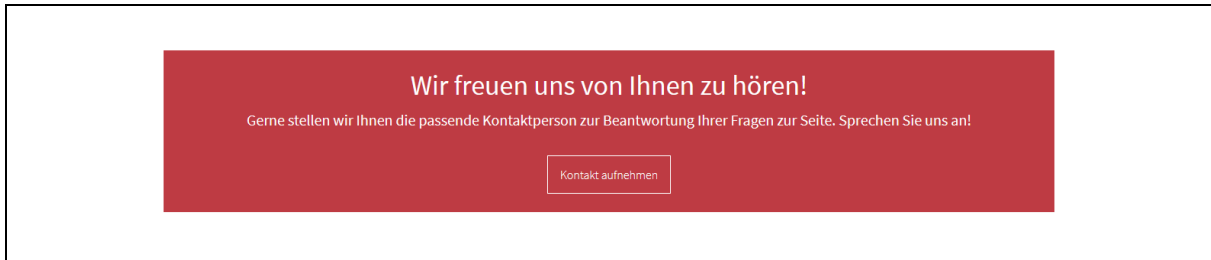 Wir freuen uns von Ihnen zu hören!
Gerne stellen wir Ihnen die passende Kontaktperson zur Beantwortung Ihrer Fragen zur Seite. Sprechen Sie uns an!
Kontakt aufnehmen